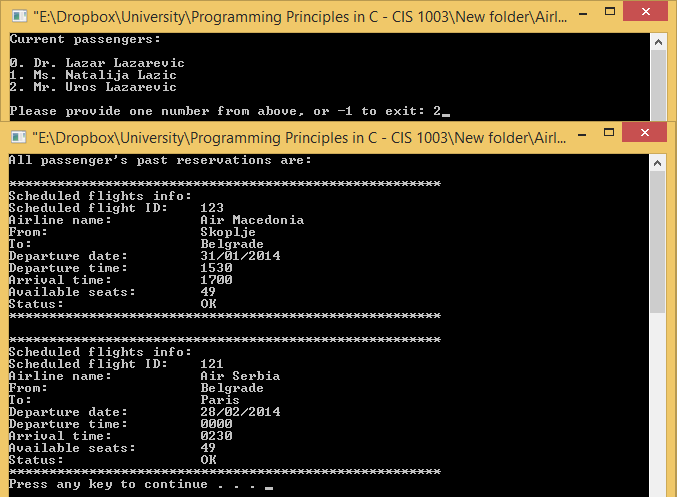 "E:\Dropbox\University\Programming Principles in C - CIS 1003\New folder\Airl...
Current passengers:
0. Dr. Lazar Lazarevic
1. Ms. Natalija Lazic
2. Mr. Uros Lazarevic
Please provide one number from above, or -1 to exit: 2_
"E:\Dropbox\University\Programming Principles in C - CIS 1003\New folder\Airl...
All passenger's past reservations are:
******************************************************
Scheduled flights info:
Scheduled flight ID: 123
Airline name: Air Macedonia
From: Skoplje
To: Belgrade
Departure date: 31/01/2014
Departure time: 1530
Arrival time: 1700
Available seats: 49
Status: OK
******************************************************
******************************************************
Scheduled flights info:
Scheduled flight ID: 121
Airline name: Air Serbia
From: Belgrade
To: Paris
Departure date: 28/02/2014
Departure time: 0000
Arrival time: 0230
Available seats: 49
Status: OK
******************************************************
Press any key to continue . . . _